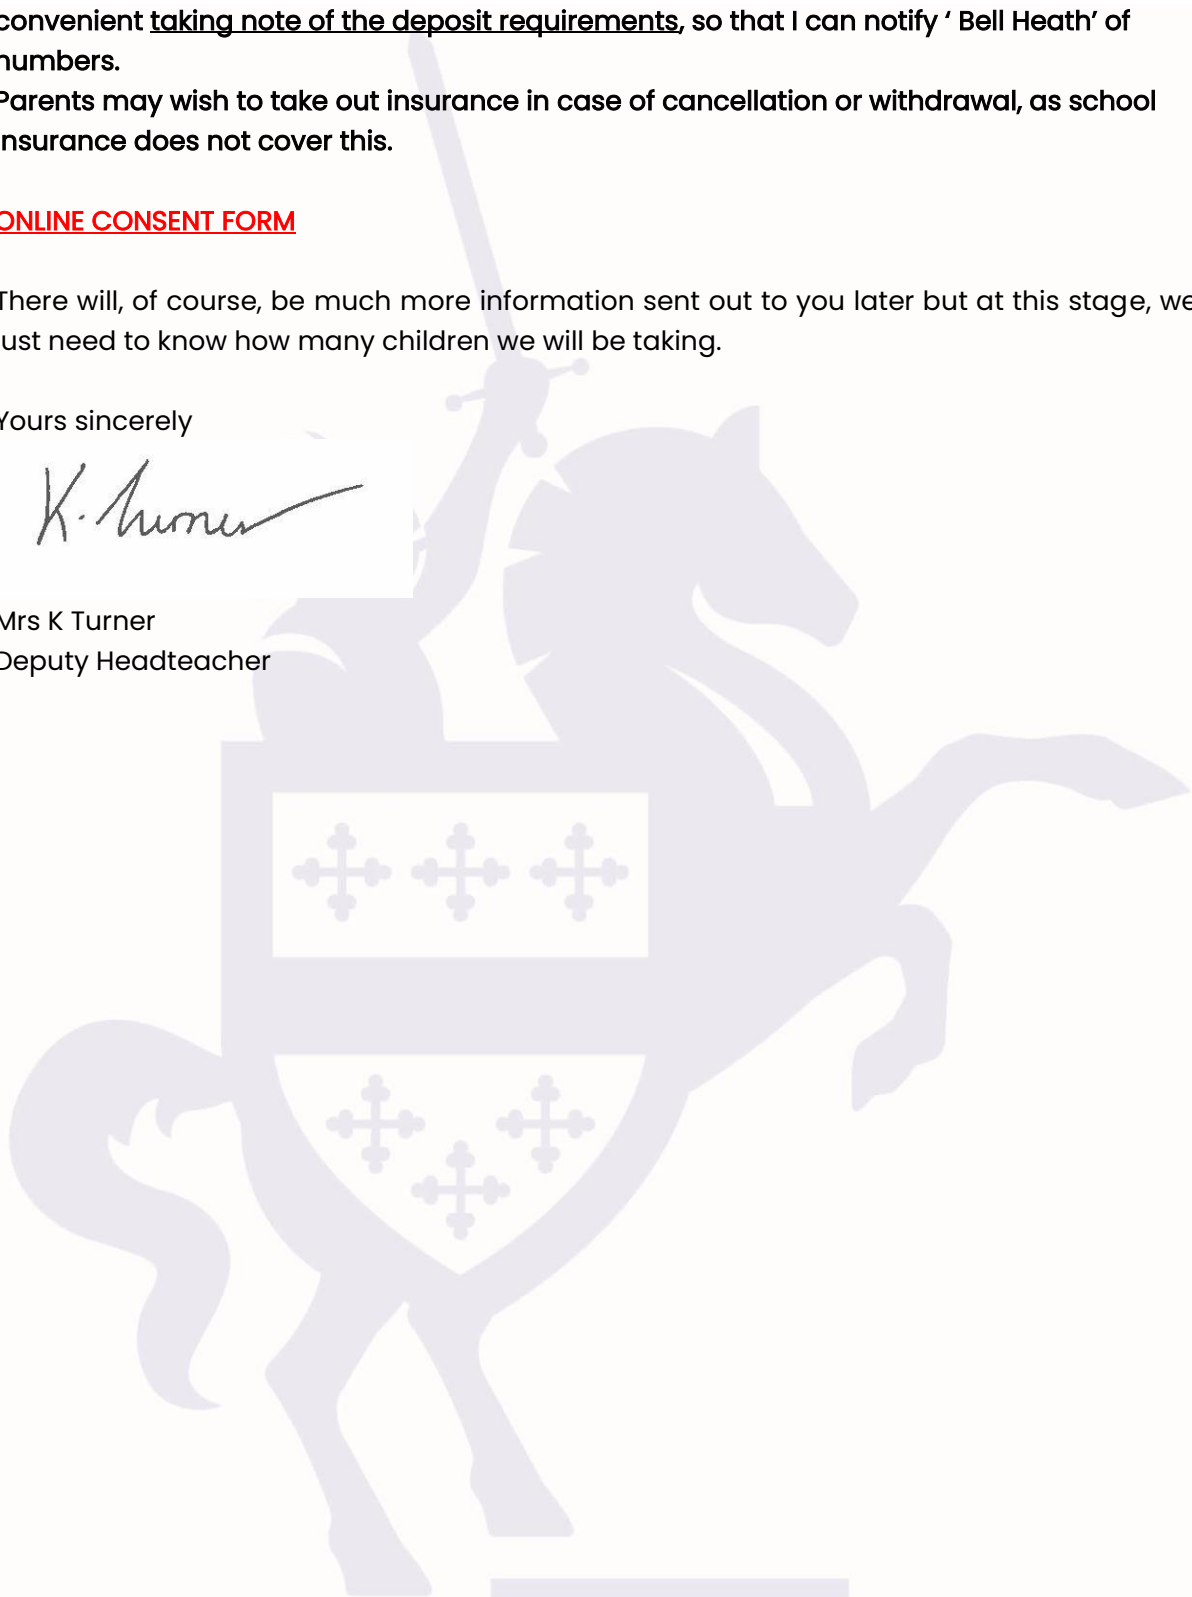 convenient taking note of the deposit requirements, so that I can notify ‘ Bell Heath’ of
numbers.
Parents may wish to take out insurance in case of cancellation or withdrawal, as school
insurance does not cover this.
ONLINE CONSENT FORM
There will, of course, be much more information sent out to you later but at this stage, we
just need to know how many children we will be taking.
Yours sincerely
K. Turner
Mrs K Turner
Deputy Headteacher